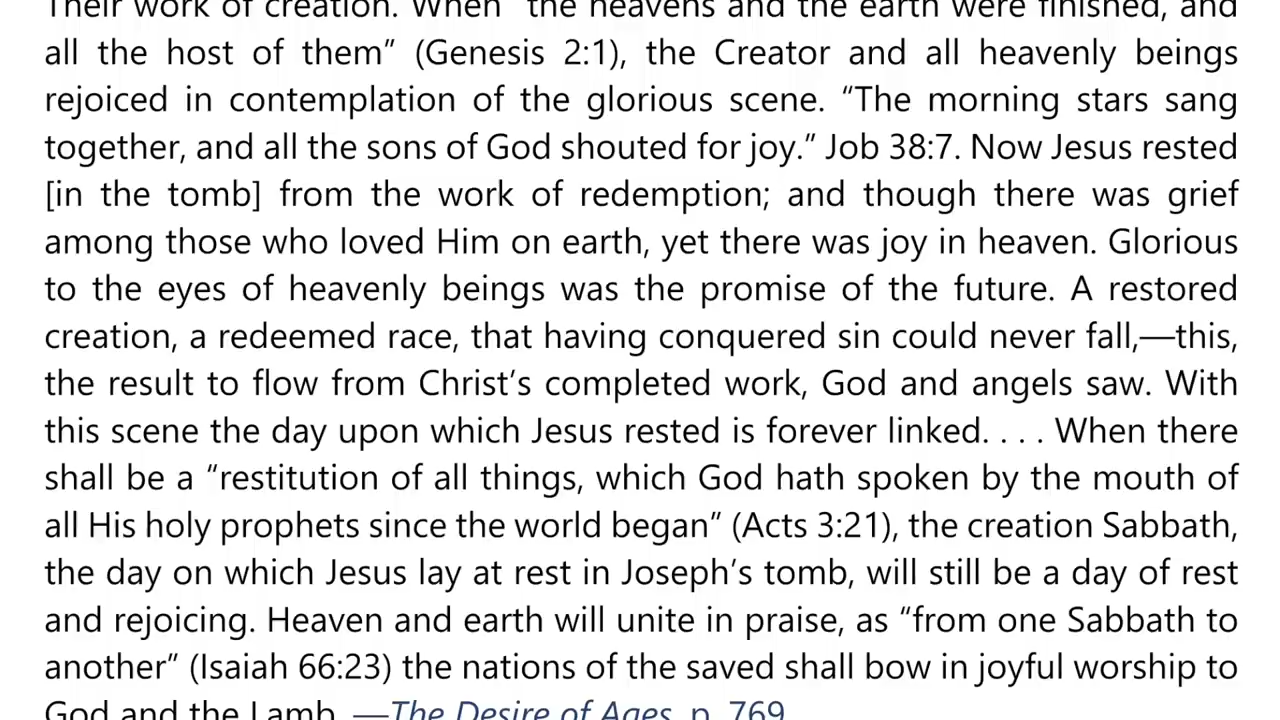 Their work of creation. When “the heavens and the earth were finished, and
all the host of them” (Genesis 2:1), the Creator and all heavenly beings
rejoiced in contemplation of the glorious scene. “The morning stars sang
together, and all the sons of God shouted for joy.” Job 38:7. Now Jesus rested
[in the tomb] from the work of redemption; and though there was grief
among those who loved Him on earth, yet there was joy in heaven. Glorious
to the eyes of heavenly beings was the promise of the future. A restored
creation, a redeemed race, that having conquered sin could never fall,—this,
the result to flow from Christ’s completed work, God and angels saw. With
this scene the day upon which Jesus rested is forever linked. . . . When there
shall be a “restitution of all things, which God hath spoken by the mouth of
all His holy prophets since the world began” (Acts 3:21), the creation Sabbath,
the day on which Jesus lay at rest in Joseph’s tomb, will still be a day of rest
and rejoicing. Heaven and earth will unite in praise, as “from one Sabbath to
another” (Isaiah 66:23) the nations of the saved shall bow in joyful worship to
God and the Lamb. —The Desire of Ages, p. 769